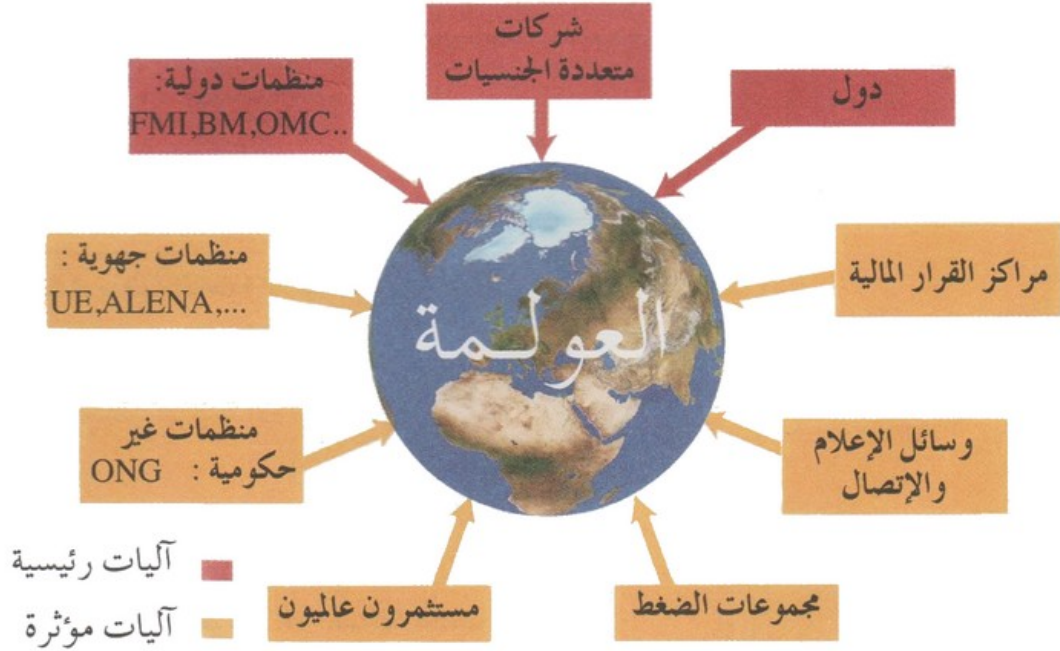 شركات
متعددة الجنسيات
دول
منظمات دولية:
FMI,BM,OMC..
مراكز القرار المالية
منظمات جهوية :
UE,ALENA,...
العولمة
وسائل الإعلام
والإتصال
منظمات غير
حكومية : ONG
مجموعات الضغط
مستثمرون عالميون
آليات رئيسية
آليات مؤثرة